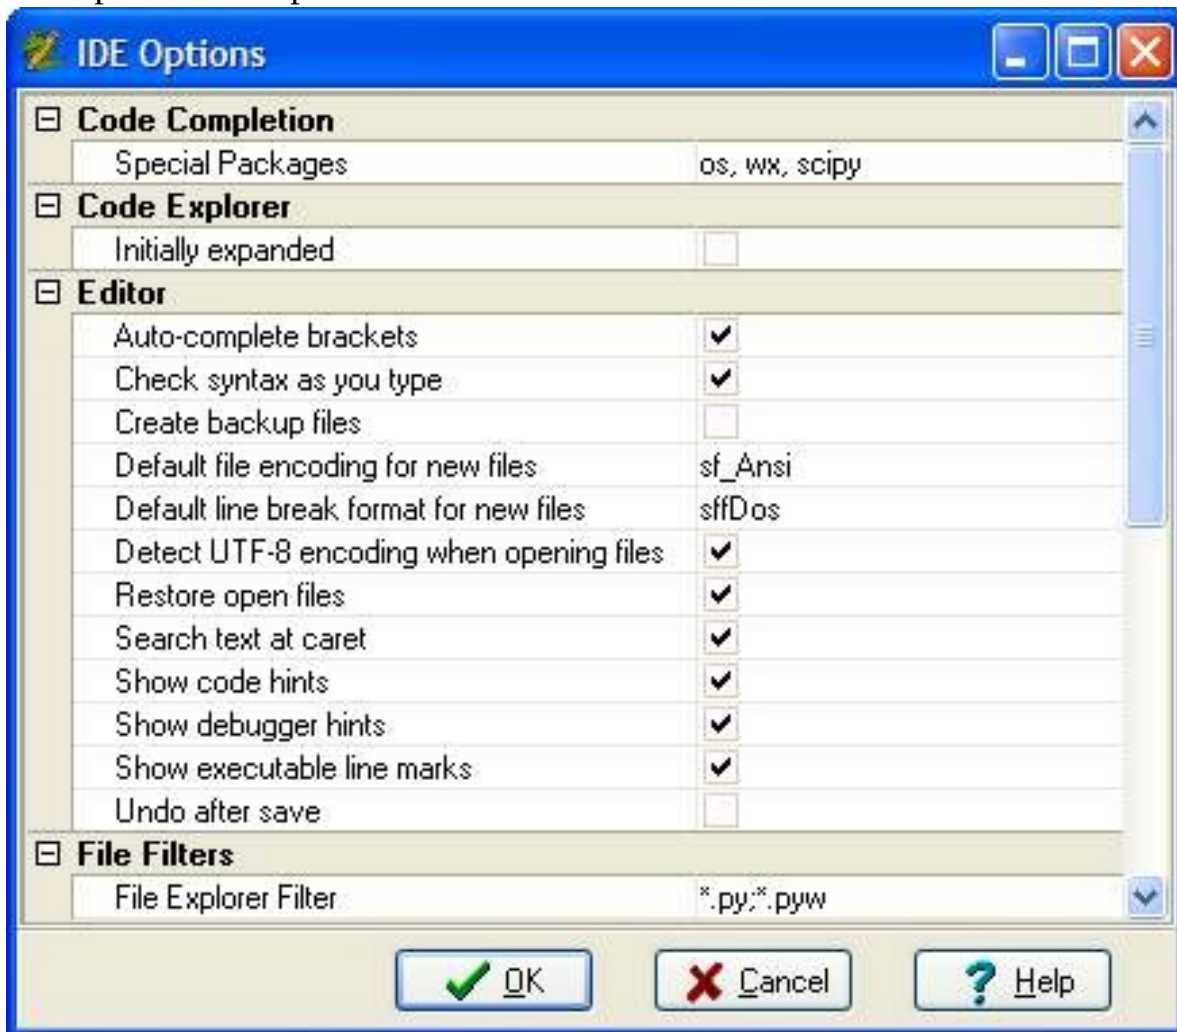 IDE Options
Code Completion
Special Packages os, wx, scipy
Code Explorer
Initially expanded
Editor
Auto-complete brackets
Check syntax as you type
Create backup files
Default file encoding for new files sf_Ansi
Default line break format for new files sffDos
Detect UTF-8 encoding when opening files
Restore open files
Search text at caret
Show code hints
Show debugger hints
Show executable line marks
Undo after save
File Filters
File Explorer Filter *.py;*.pyw
OK Cancel Help